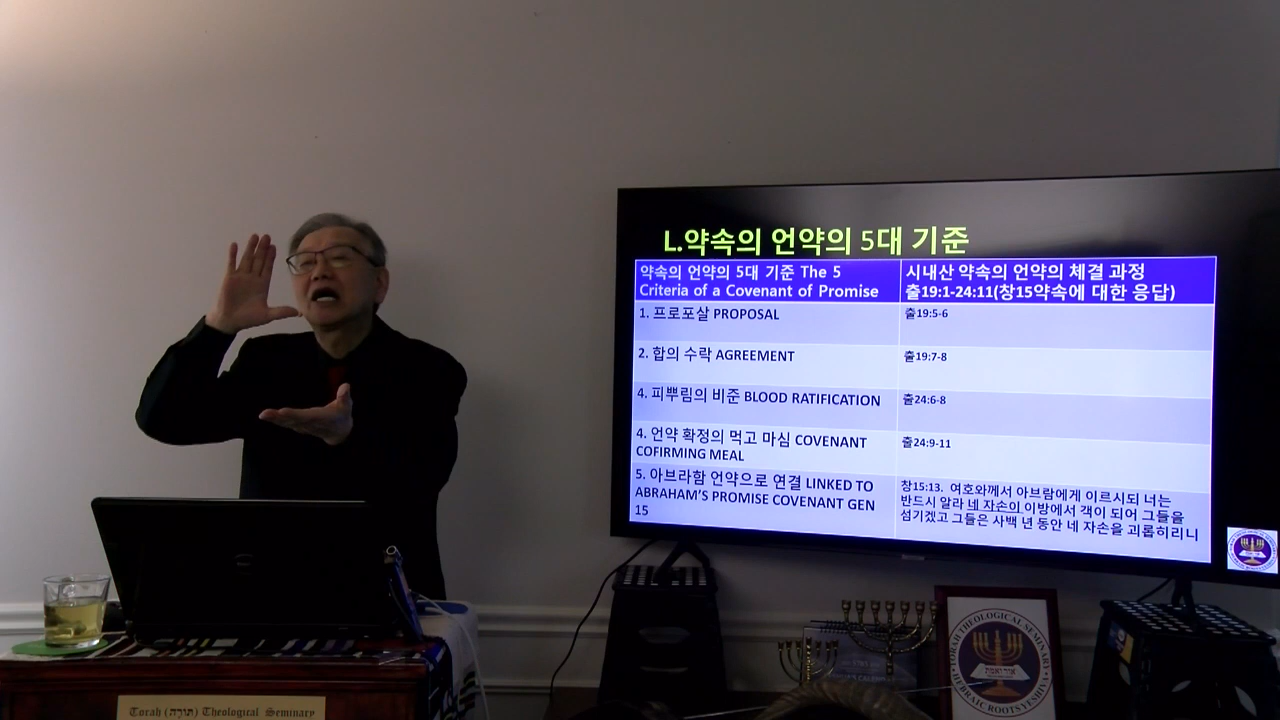 L.약속의 언약의 5대 기준
약속의 언약의 5대 기준 The 5
Criteria of a Covenant of Promise
시내산 약속의 언약의 체결 과정
출19:1-24:11(창15약속에 대한 응답)
1. 프로포살 PROPOSAL
출19:5-6
2. 합의 수락 AGREEMENT
출19:7-8
4. 피뿌림의 비준 BLOOD RATIFICATION
출24:6-8
4. 언약 확정의 먹고 마심 COVENANT
COFIRMING MEAL
출24:9-11
5. 아브라함 언약으로 연결 LINKED TO
ABRAHAM'S PROMISE COVENANT GEN
15
창15:13. 여호와께서 아브람에게 이르시되 너는
반드시 알라 네 자손이 이방에서 객이 되어 그들을
섬기겠고 그들은 사백 년 동안 네 자손을 괴롭히리니
Torah (תורה) Theological Seminary
TORAH THEOLOGICAL SEMINARY
HEBRAIC ROOTS YESHIVA